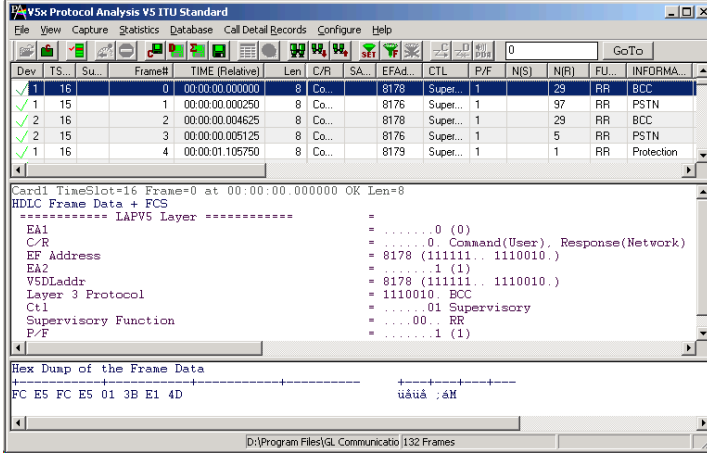 V5x Protocol Analysis V5 ITU Standard
File View Capture Statistics Database Call Detail Records Configure Help
SET 0 GoTo
Dev TS... Su... Frame# TIME (Relative) Len C/R SA... EFAd... CTL P/F N(S) N(R) FU... INFORMA...
1 16 0 00:00:00.000000 8 Co... 8178 Super... 1 29 RR BCC
1 15 1 00:00:00.000250 8 Co... 8176 Super... 1 97 RR PSTN
2 16 2 00:00:00.004625 8 Co... 8178 Super... 1 29 RR BCC
2 15 3 00:00:00.005125 8 Co... 8176 Super... 1 5 RR PSTN
1 16 4 00:00:01.105750 8 Co... 8179 Super... 1 1 RR Protection
Card1 TimeSlot=16 Frame=0 at 00:00:00.000000 OK Len=8
HDLC Frame Data + FCS
============ LAPV5 Layer ============ =
EA1 = .......0 (0)
C/R = ......0. Command(User), Response(Network)
EF Address = 8178 (111111.. 1110010.)
EA2 = .......1 (1)
V5DLaddr = 8178 (111111.. 1110010.)
Layer 3 Protocol = 1110010. BCC
Ctl = ......01 Supervisory
Supervisory Function = ....00.. RR
P/F = .......1 (1)
Hex Dump of the Frame Data
+-----------+-----------+-----------+---------- +---+---+---+---
FC E5 FC E5 01 3B E1 4D üåüå ;áM
D:\Program Files\GL Communicatio 132 Frames